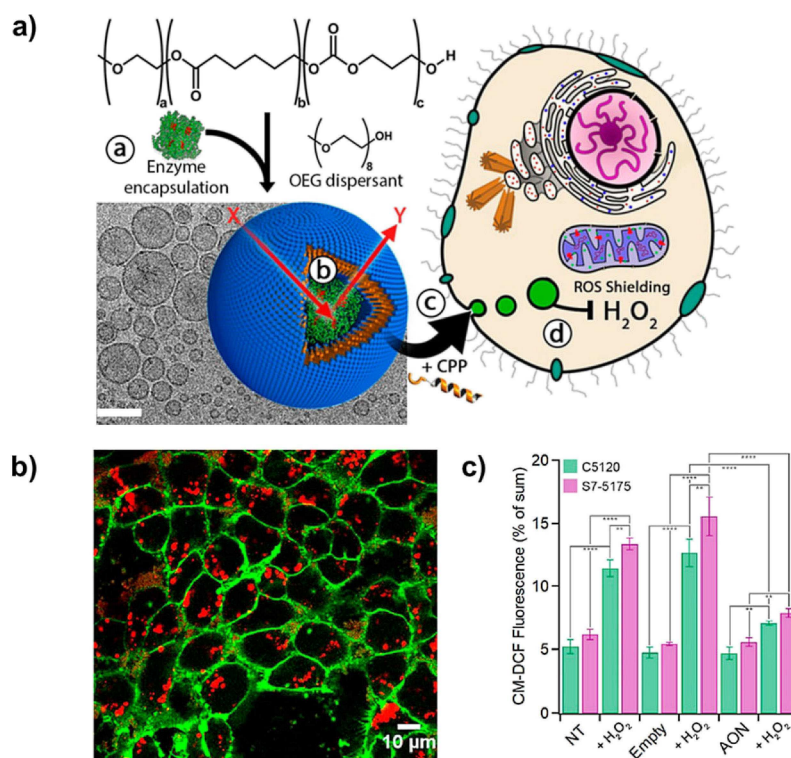 a)
O
O
O
O
O
O
O
H
a
b
c
a
Enzyme
encapsulation
O
OH
8
OEG dispersant
X
Y
b
c
+ CPP
ROS Shielding
H₂O₂
d
b)
10 μm
c)
CM-DCF Fluorescence (% of sum)
20
15
10
5
0
C5120
S7-5175
****
****
**
****
****
**
****
****
**
**
NT
+ H₂O₂
Empty
+ H₂O₂
AON
+ H₂O₂